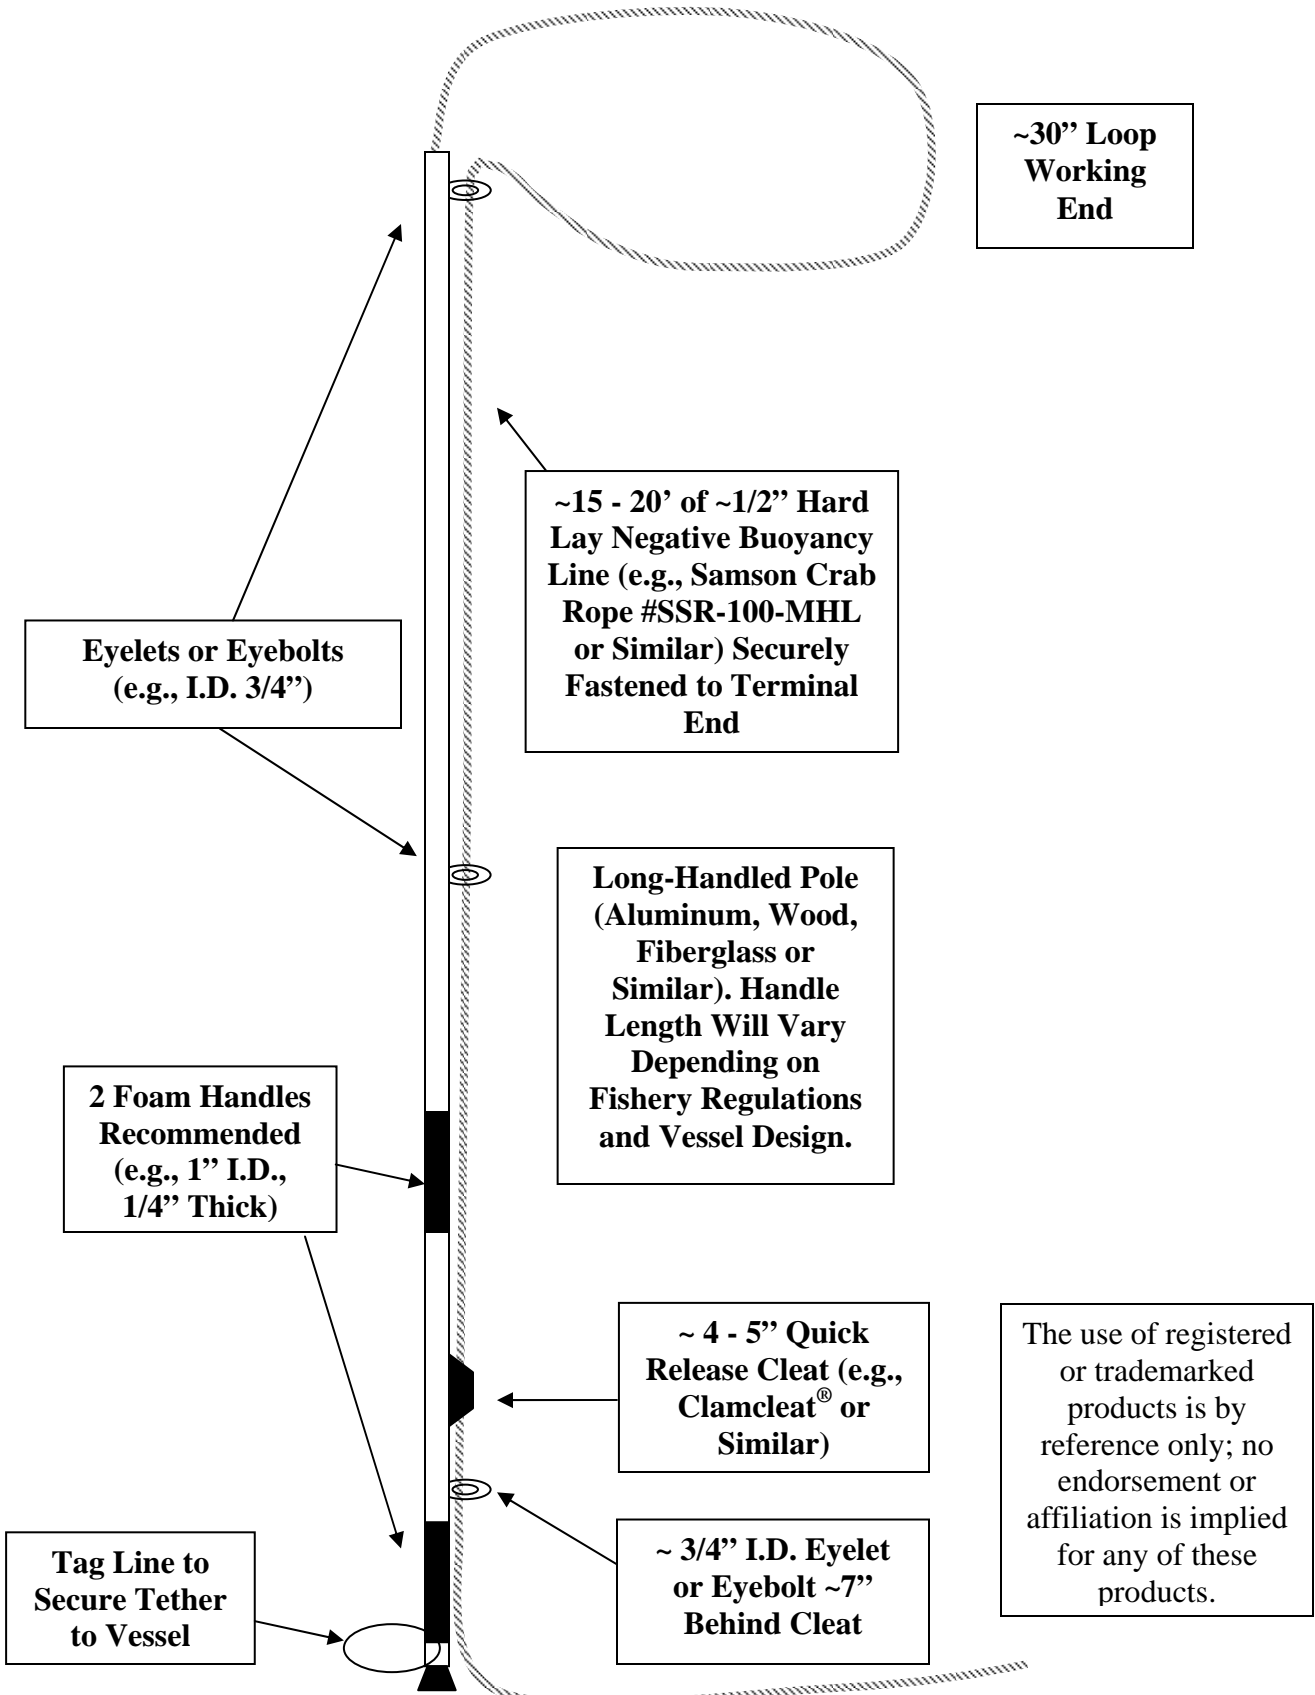 ~30” Loop
Working
End
~15 - 20’ of ~1/2” Hard
Lay Negative Buoyancy
Line (e.g., Samson Crab
Rope #SSR-100-MHL
or Similar) Securely
Fastened to Terminal
End
Eyelets or Eyebolts
(e.g., I.D. 3/4”)
Long-Handled Pole
(Aluminum, Wood,
Fiberglass or
Similar). Handle
Length Will Vary
Depending on
Fishery Regulations
and Vessel Design.
2 Foam Handles
Recommended
(e.g., 1” I.D.,
1/4” Thick)
~ 4 - 5” Quick
Release Cleat (e.g.,
Clamcleat® or
Similar)
The use of registered
or trademarked
products is by
reference only; no
endorsement or
affiliation is implied
for any of these
products.
~ 3/4” I.D. Eyelet
or Eyebolt ~7”
Behind Cleat
Tag Line to
Secure Tether
to Vessel